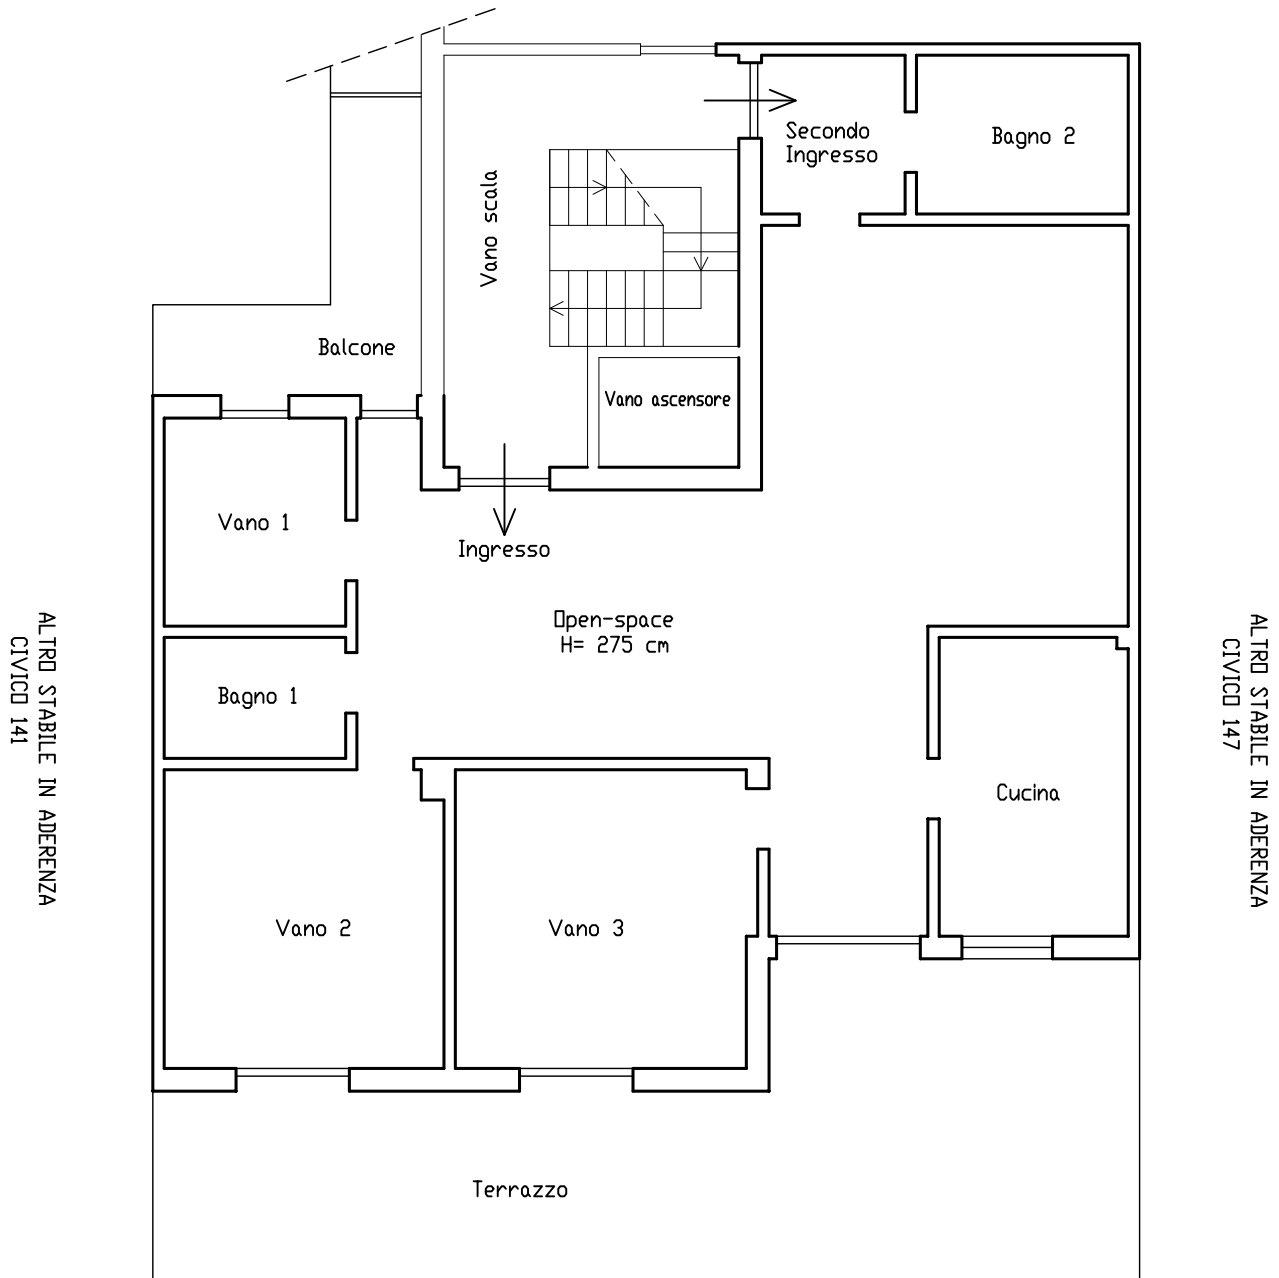 Secondo
Ingresso
Bagno 2
Vano scala
Balcone
Vano ascensore
Vano 1
Ingresso
Open-space
H= 275 cm
Bagno 1
Cucina
Vano 2
Vano 3
Terrazzo
ALTRO STABILE IN ADERENZA
CIVICO 141
ALTRO STABILE IN ADERENZA
CIVICO 147